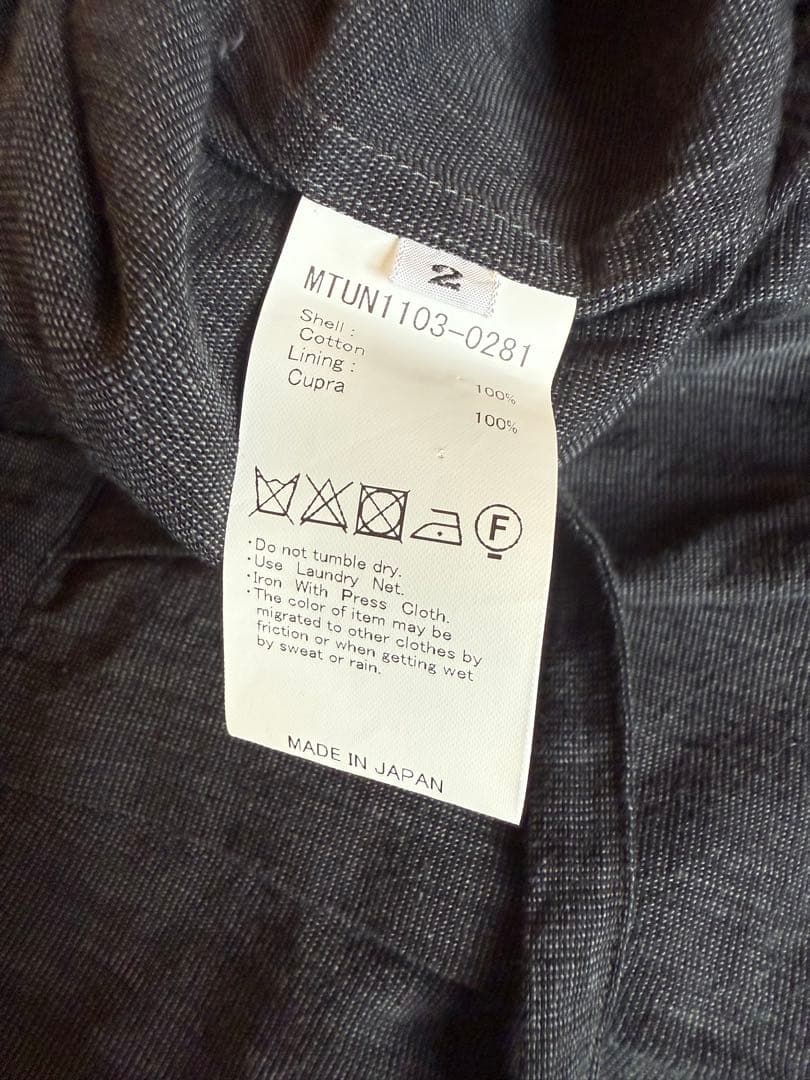 2
MTUN1103-0281
Shell :
Cotton 100%
Lining :
Cupra 100%
F
·Do not tumble dry.
·Use Laundry Net.
·Iron With Press Cloth.
·The color of item may be
migrated to other clothes by
friction or when getting wet
by sweat or rain.
MADE IN JAPAN